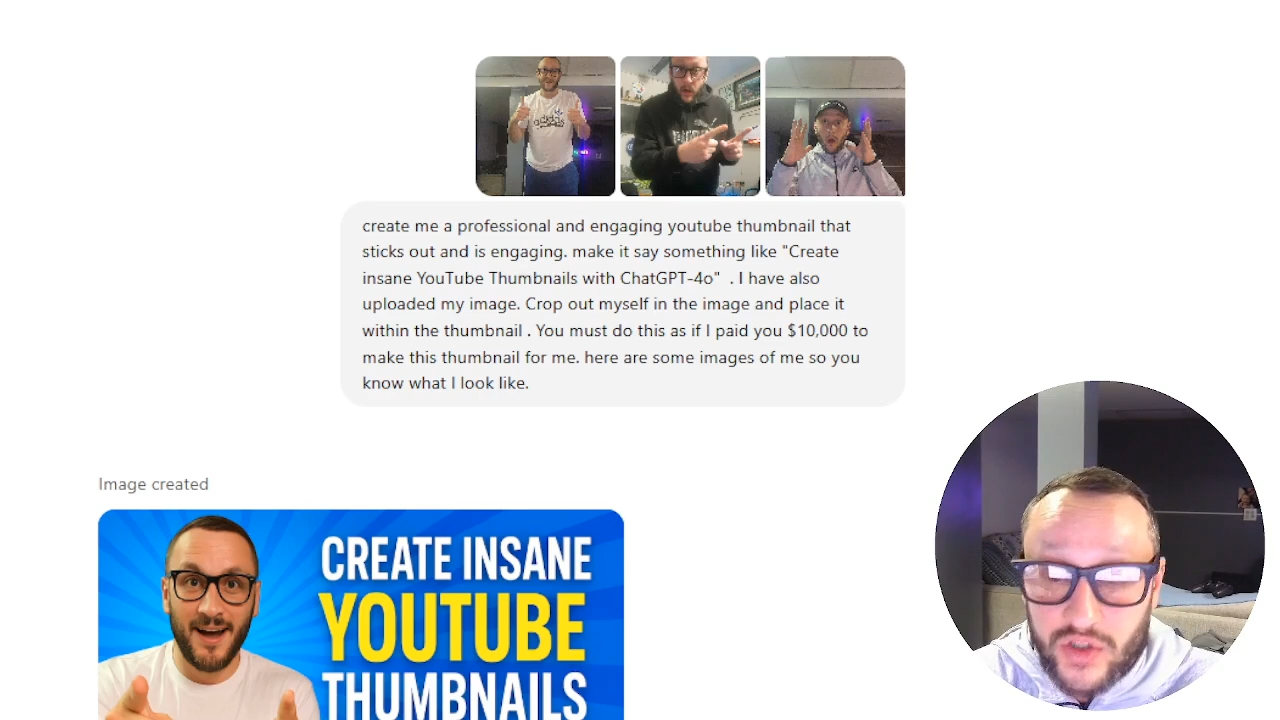 adidas
create me a professional and engaging youtube thumbnail that
sticks out and is engaging. make it say something like "Create
insane YouTube Thumbnails with ChatGPT-4o"  . I have also
uploaded my image. Crop out myself in the image and place it
within the thumbnail . You must do this as if I paid you $10,000 to
make this thumbnail for me. here are some images of me so you
know what I look like.
Image created
CREATE INSANE
YOUTUBE
THUMBNAILS